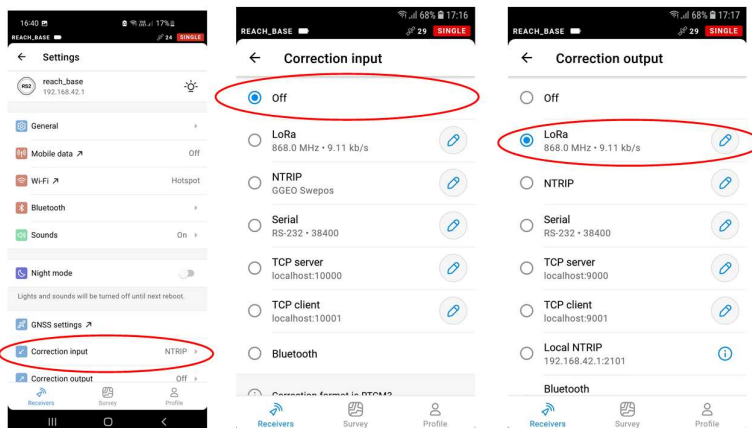 16:40 17%
REACH_BASE 24 SINGLE
Settings
RS2 reach_base
192.168.42.1
General
Mobile data Off
Wi-Fi Hotspot
Bluetooth
Sounds On
Night mode
Lights and sounds will be turned off until next reboot.
GNSS settings
Correction input NTRIP
Correction output Off
Receivers Survey Profile
68% 17:16
REACH_BASE 29 SINGLE
Correction input
Off
LoRa
868.0 MHz • 9.11 kb/s
NTRIP
GGEO Swepos
Serial
RS-232 • 38400
TCP server
localhost:10000
TCP client
localhost:10001
Bluetooth
Correction format is RTCM3
Receivers Survey Profile
68% 17:17
REACH_BASE 29 SINGLE
Correction output
Off
LoRa
868.0 MHz • 9.11 kb/s
NTRIP
Serial
RS-232 • 38400
TCP server
localhost:9000
TCP client
localhost:9001
Local NTRIP
192.168.42.1:2101
Bluetooth
Receivers Survey Profile